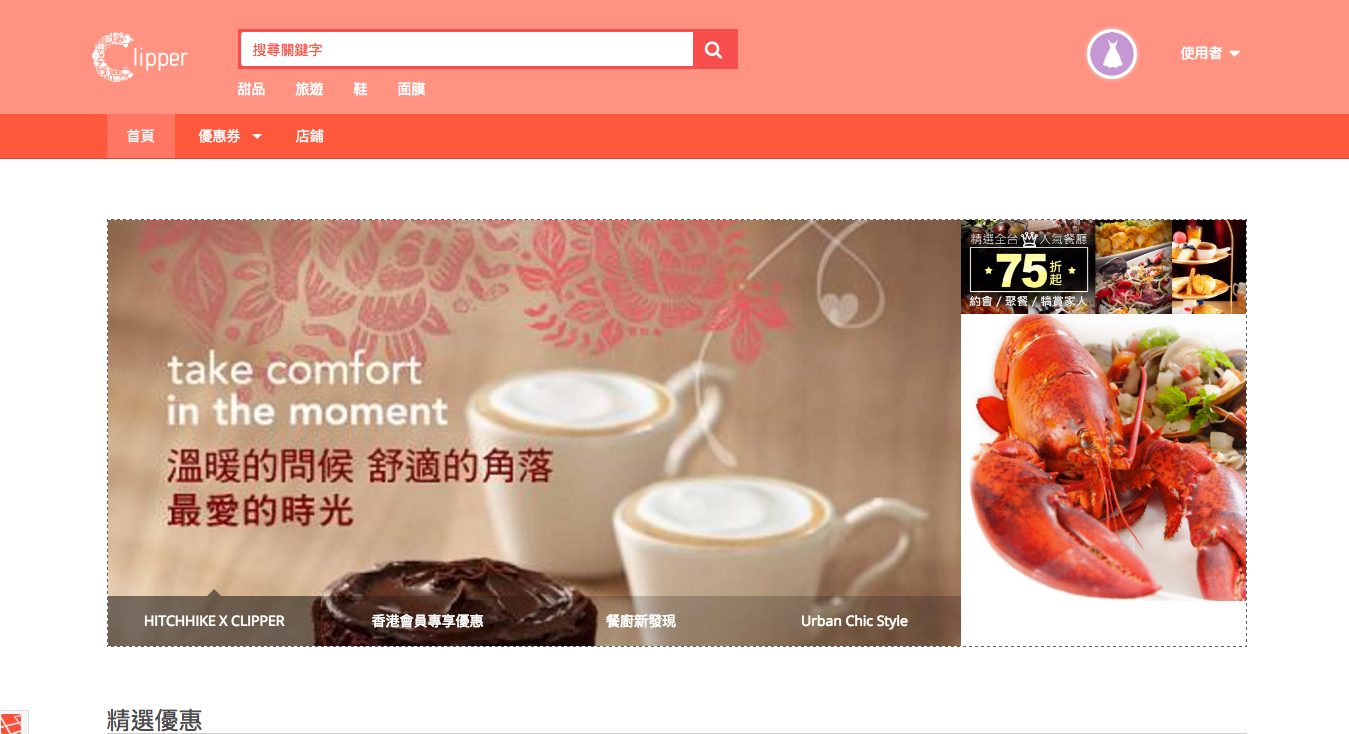 Clipper
搜尋關鍵字
甜品 旅遊 鞋 面膜
使用者
首頁 優惠券 店鋪
take comfort
in the moment
溫暖的問候 舒適的角落
最愛的時光
HITCHHIKE X CLIPPER 香港會員專享優惠 餐廚新發現 Urban Chic Style
精選全台 人氣餐廳
75折起
約會 / 聚餐 / 犒賞家人
精選優惠